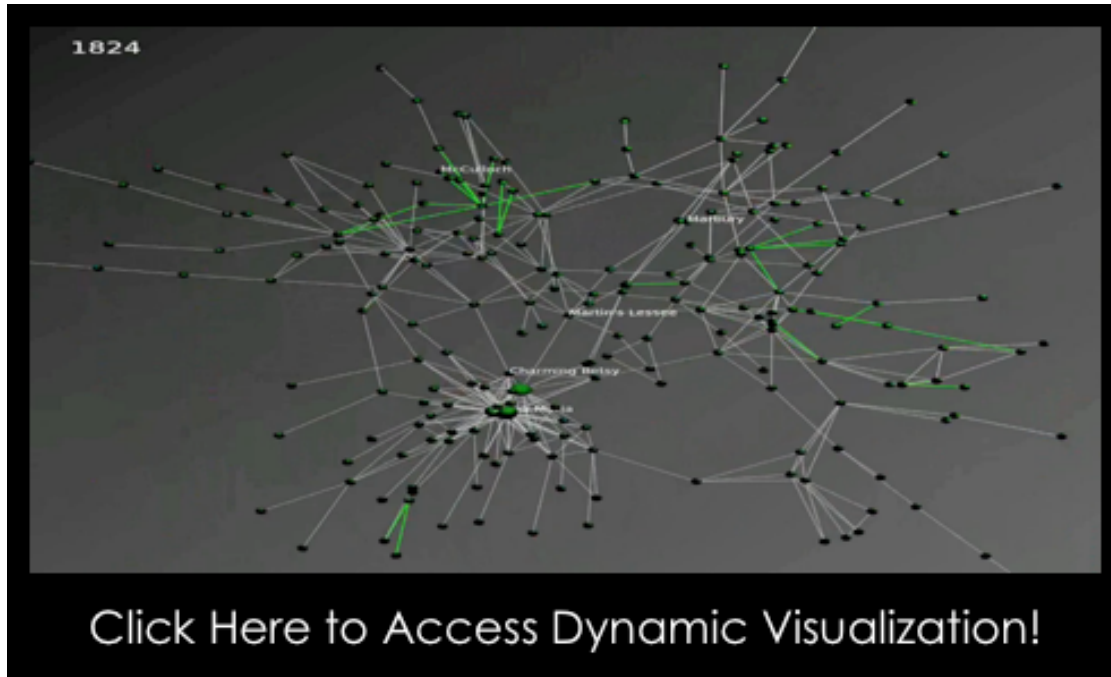 1824
McCulloch
Marbury
Martin's Lessee
Charming Betsy
Click Here to Access Dynamic Visualization!